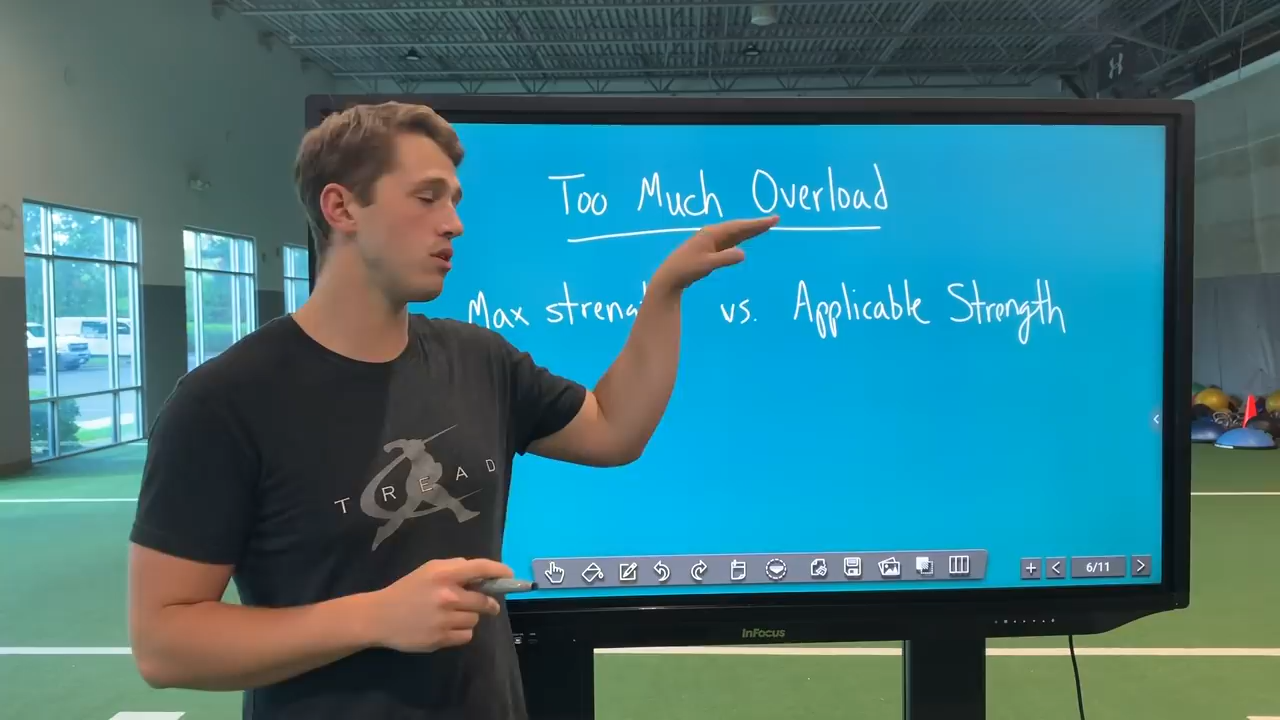 Too Much Overload
Max vs. Applicable Strength
TREAD
6/11
InFocus